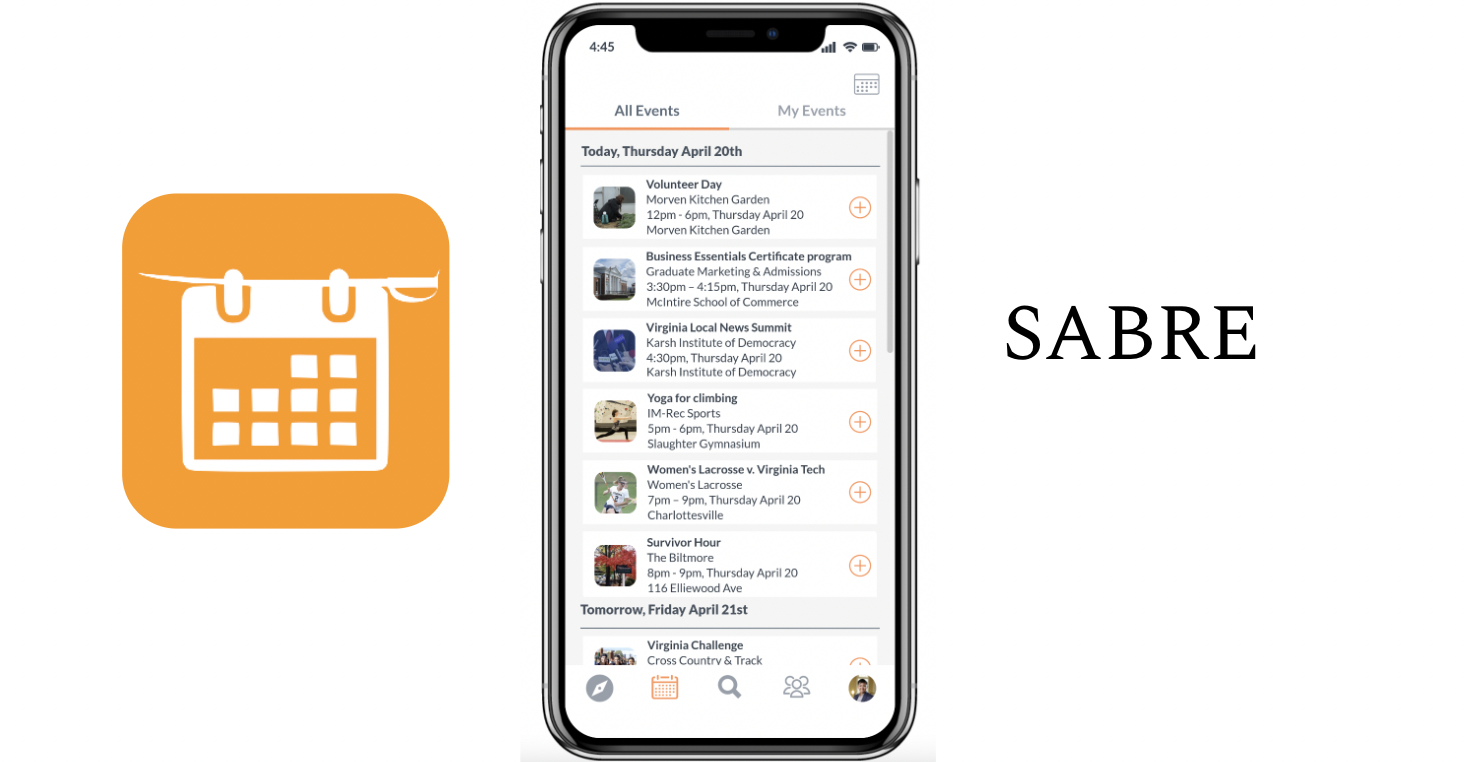 4:45
All Events
My Events
Today, Thursday April 20th
Volunteer Day
Morven Kitchen Garden
12pm - 6pm, Thursday April 20
Morven Kitchen Garden
Business Essentials Certificate program
Graduate Marketing & Admissions
3:30pm – 4:15pm, Thursday April 20
McIntire School of Commerce
Virginia Local News Summit
Karsh Institute of Democracy
4:30pm, Thursday April 20
Karsh Institute of Democracy
Yoga for climbing
IM-Rec Sports
5pm - 6pm, Thursday April 20
Slaughter Gymnasium
Women's Lacrosse v. Virginia Tech
Women's Lacrosse
7pm – 9pm, Thursday April 20
Charlottesville
Survivor Hour
The Biltmore
8pm - 9pm, Thursday April 20
116 Elliewood Ave
Tomorrow, Friday April 21st
Virginia Challenge
Cross Country & Track
SABRE